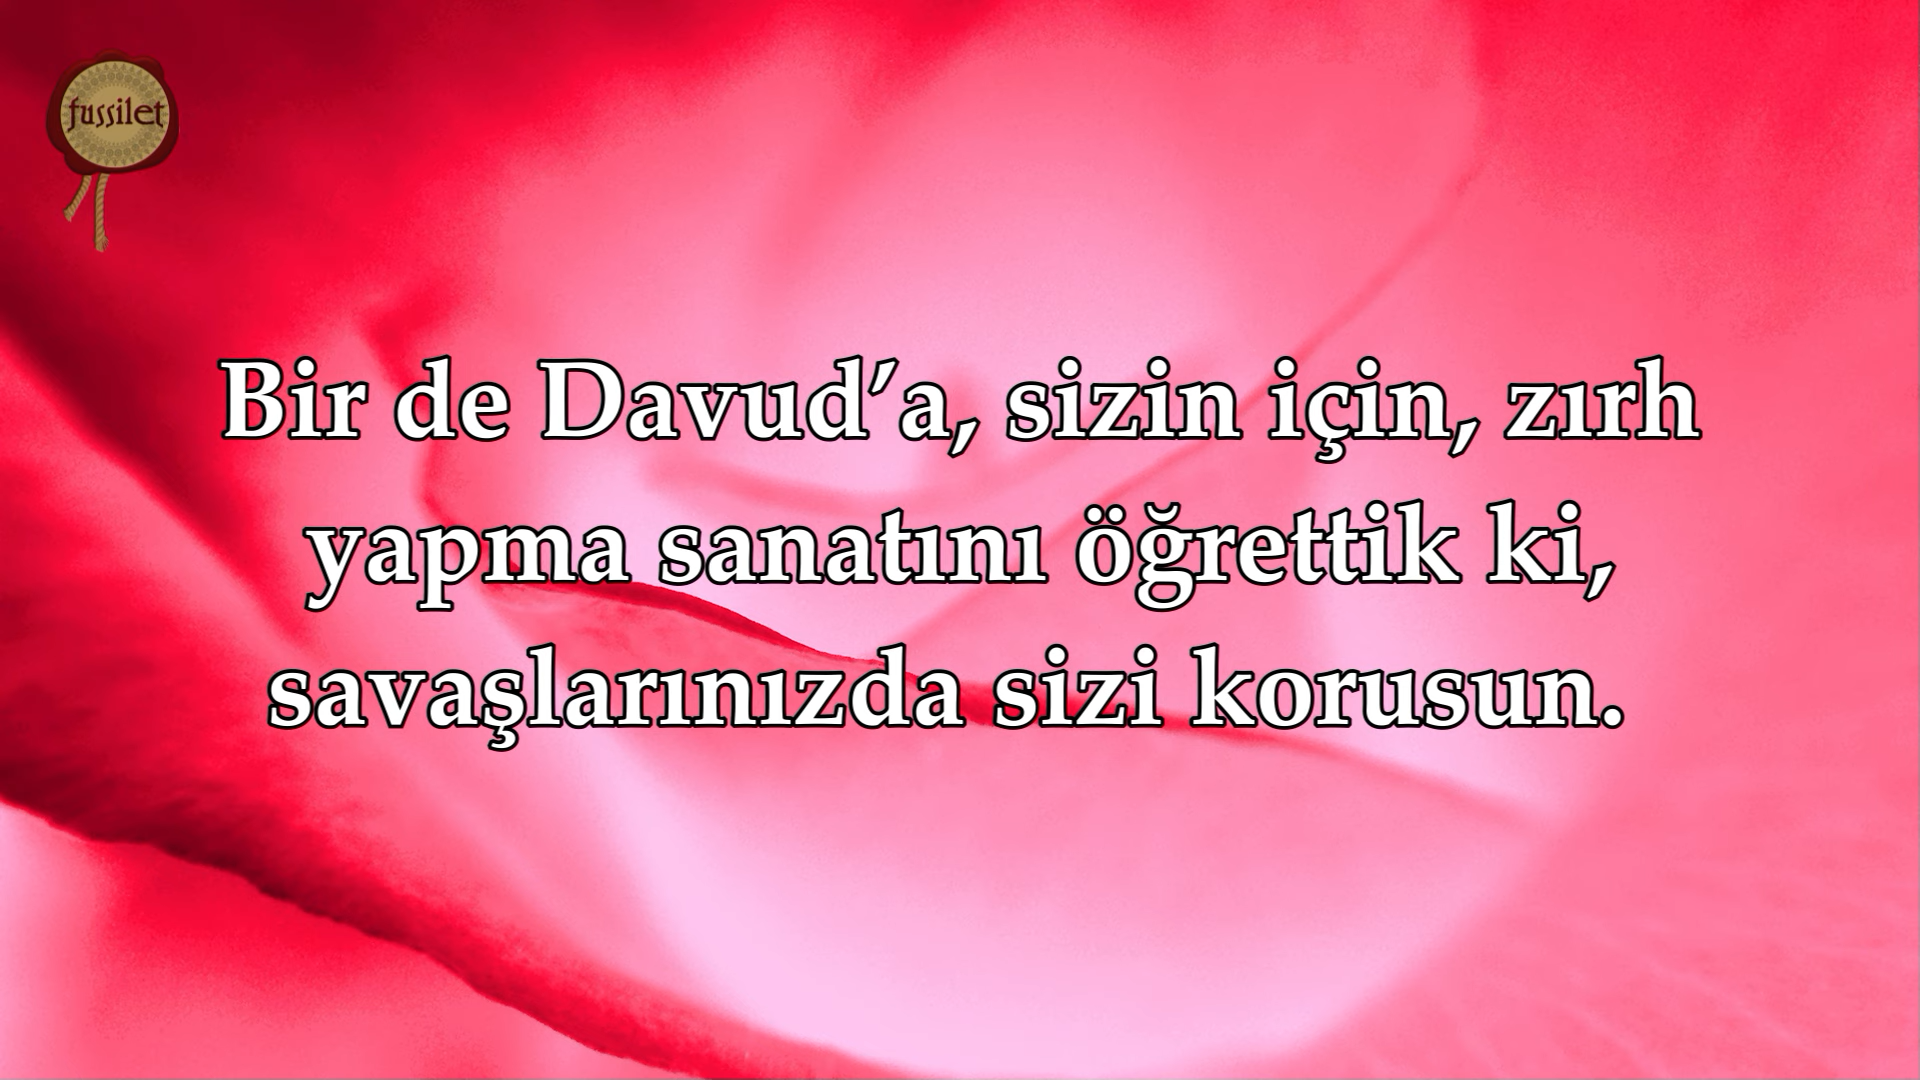 fussilet
Bir de Davud’a, sizin için, zırh
yapma sanatını öğrettik ki,
savaşlarınızda sizi korusun.